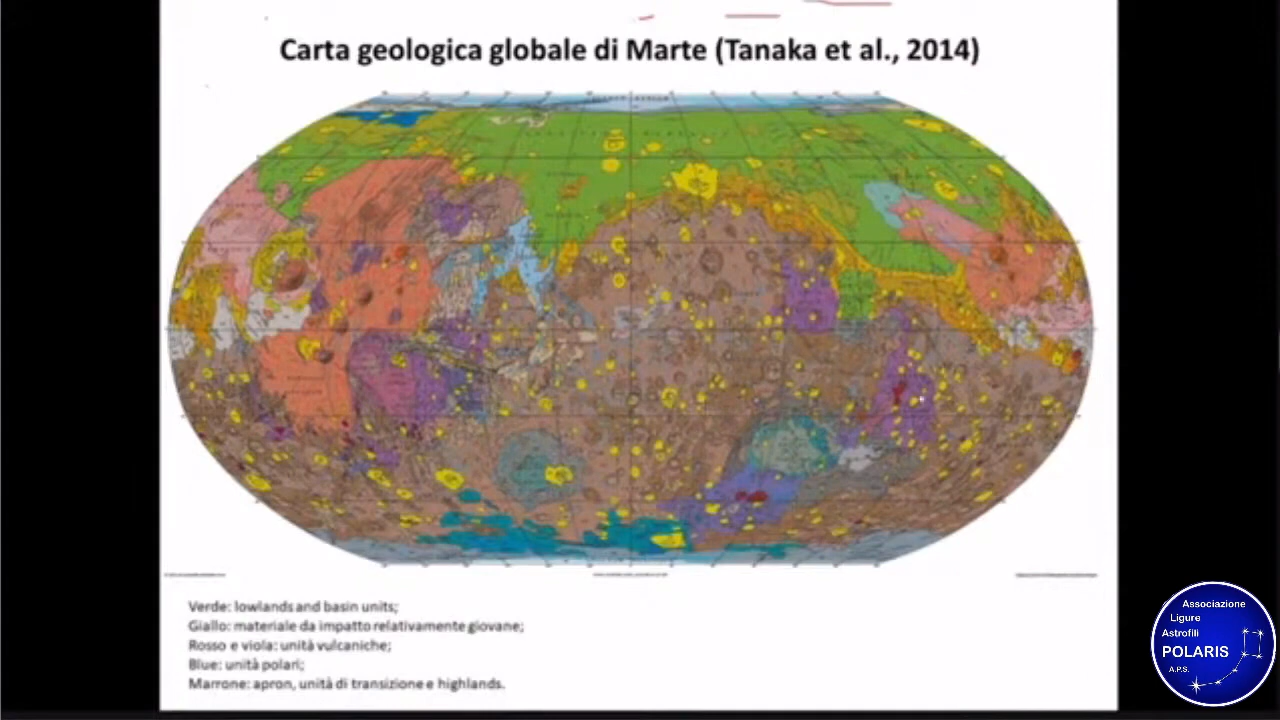 Carta geologica globale di Marte (Tanaka et al., 2014)
Verde: lowlands and basin units;
Giallo: materiale da impatto relativamente giovane;
Rosso e viola: unità vulcaniche;
Blue: unità polari;
Marrone: apron, unità di transizione e highlands.
Associazione
Ligure
Astrofili
POLARIS
A.P.S.